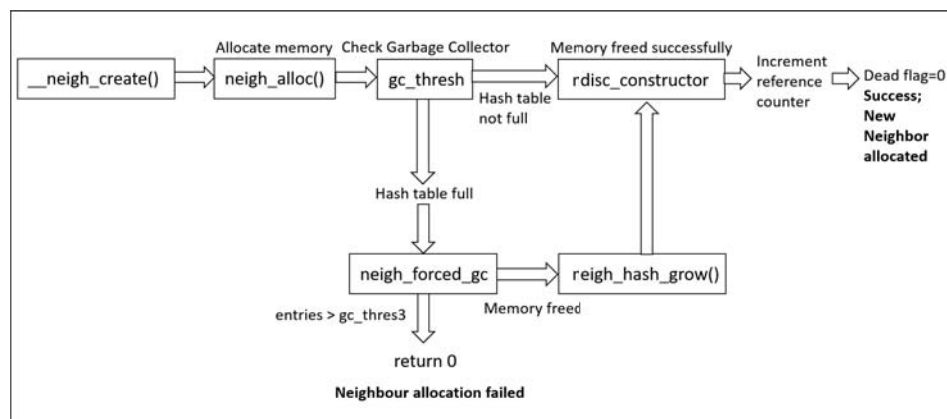 Allocate memory
Check Garbage Collector
Memory freed successfully
__neigh_create()
neigh_alloc()
gc_thresh
rdisc_constructor
Increment
reference
counter
Dead flag=0
Success;
New
Neighbor
allocated
Hash table
not full
Hash table full
neigh_forced_gc
reigh_hash_grow()
Memory freed
entries > gc_thres3
return 0
Neighbour allocation failed